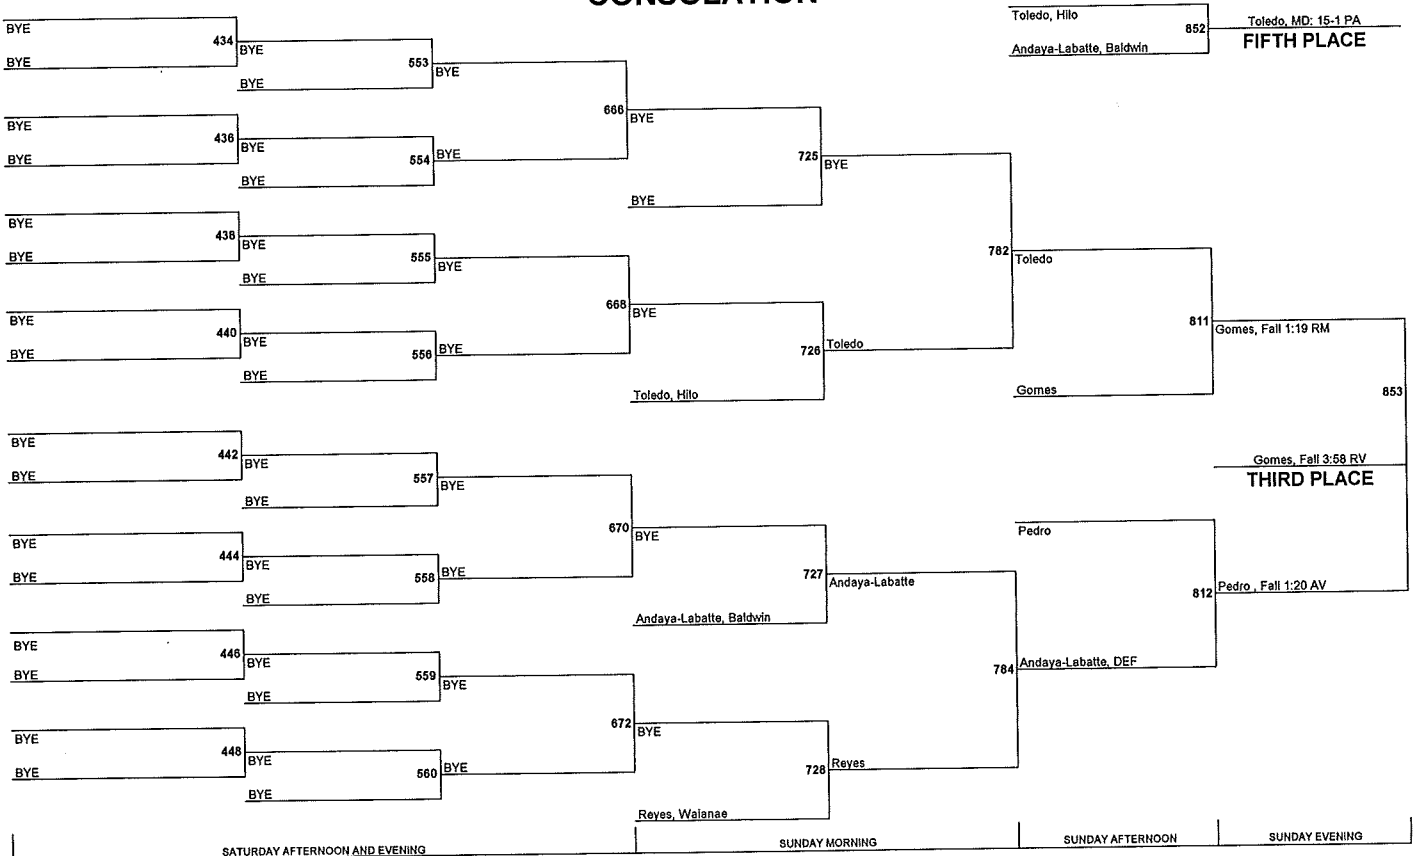 CONSOLATION
Toledo, Hilo
852
Toledo, MD: 15-1 PA
Andaya-Labatte, Baldwin
FIFTH PLACE
BYE
434
BYE
BYE
553
BYE
BYE
666
BYE
BYE
436
BYE
BYE
554
BYE
BYE
725
BYE
BYE
BYE
438
BYE
BYE
555
BYE
BYE
782
Toledo
668
BYE
BYE
440
BYE
BYE
556
BYE
BYE
726
Toledo
Toledo, Hilo
811
Gomes, Fall 1:19 RM
Gomes
853
BYE
442
BYE
BYE
557
BYE
BYE
Gomes, Fall 3:58 RV
THIRD PLACE
670
BYE
Pedro
BYE
444
BYE
BYE
558
BYE
BYE
727
Andaya-Labatte
812
Pedro , Fall 1:20 AV
Andaya-Labatte, Baldwin
BYE
446
BYE
BYE
559
BYE
BYE
784
Andaya-Labatte, DEF
672
BYE
BYE
448
BYE
BYE
560
BYE
BYE
728
Reyes
Reyes, Waianae
SATURDAY AFTERNOON AND EVENING
SUNDAY MORNING
SUNDAY AFTERNOON
SUNDAY EVENING